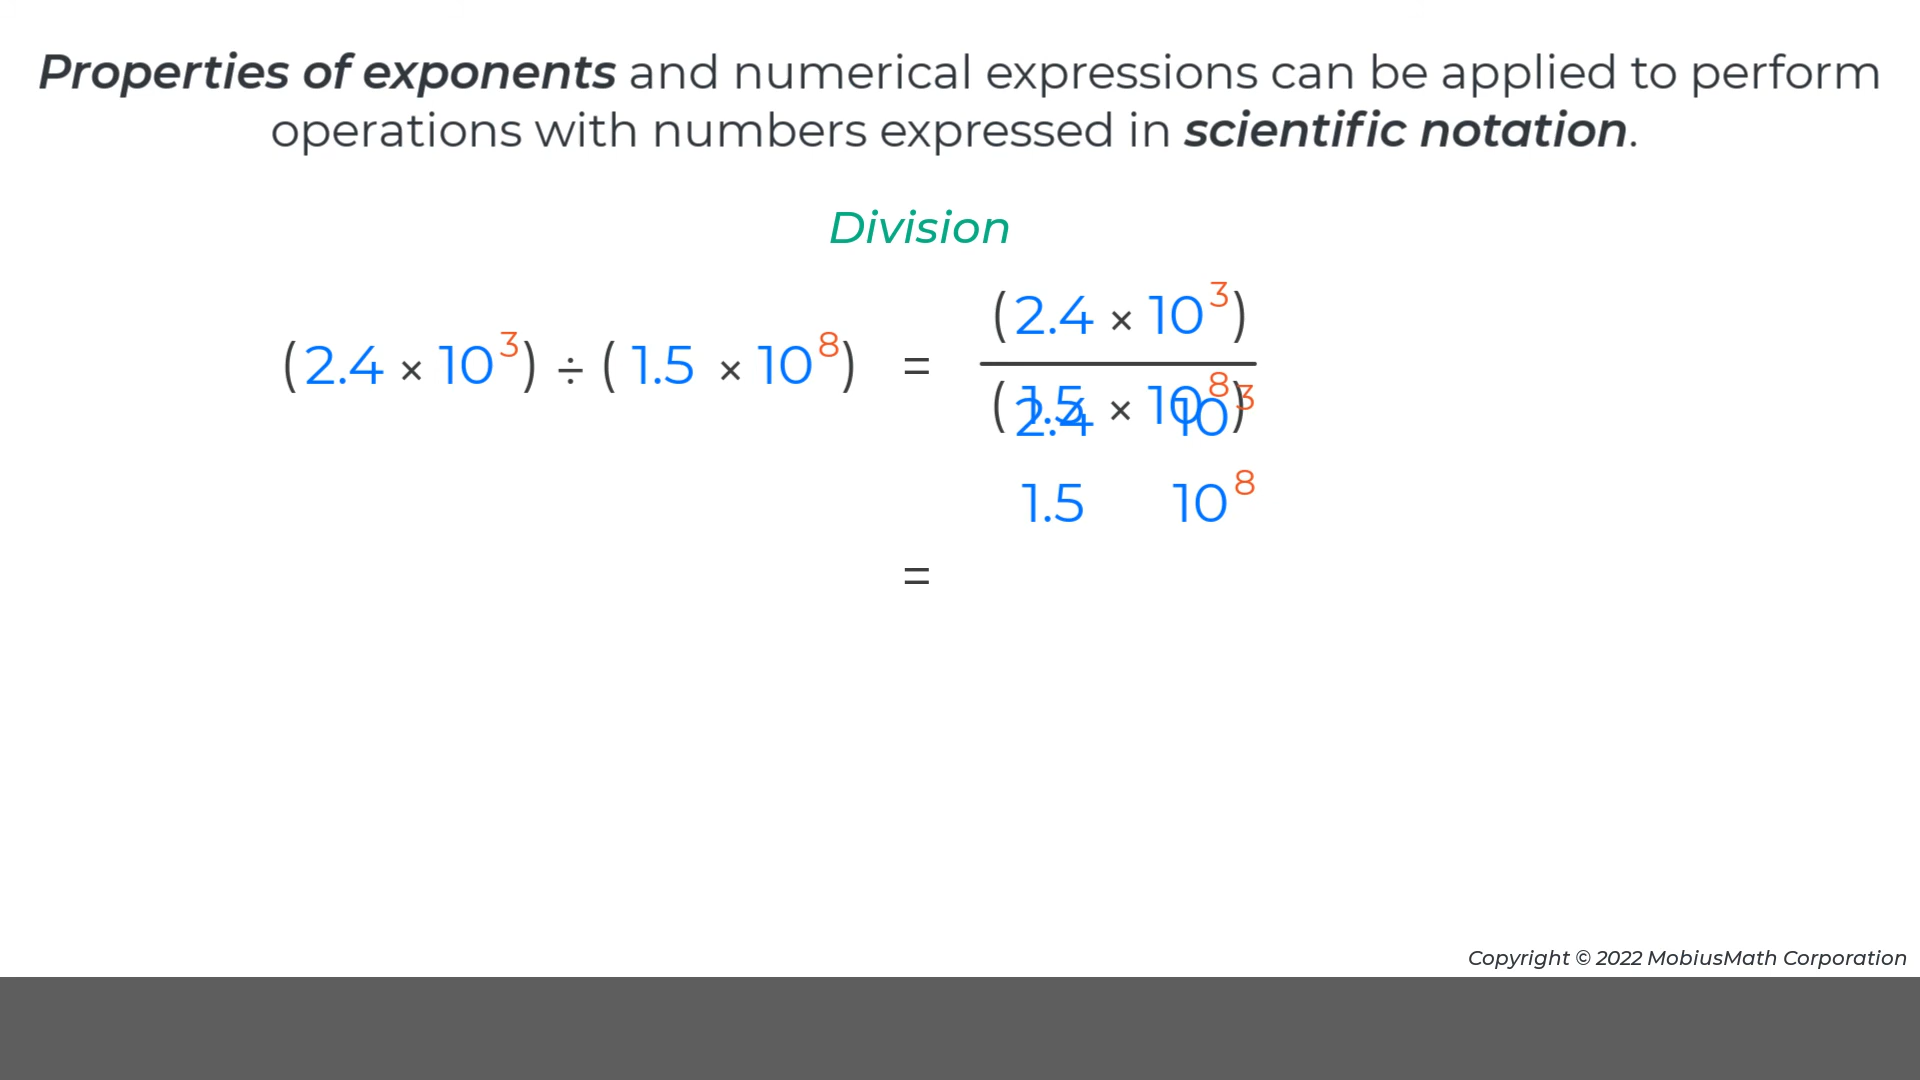 Properties of exponents and numerical expressions can be applied to perform
operations with numbers expressed in scientific notation.
Division
(2.4 × 10³)
(2.4 × 10³) ÷ ( 1.5 × 10⁸) =
(1.5 × 10⁸)
2.4 10³
1.5 10⁸
=
Copyright © 2022 MobiusMath Corporation